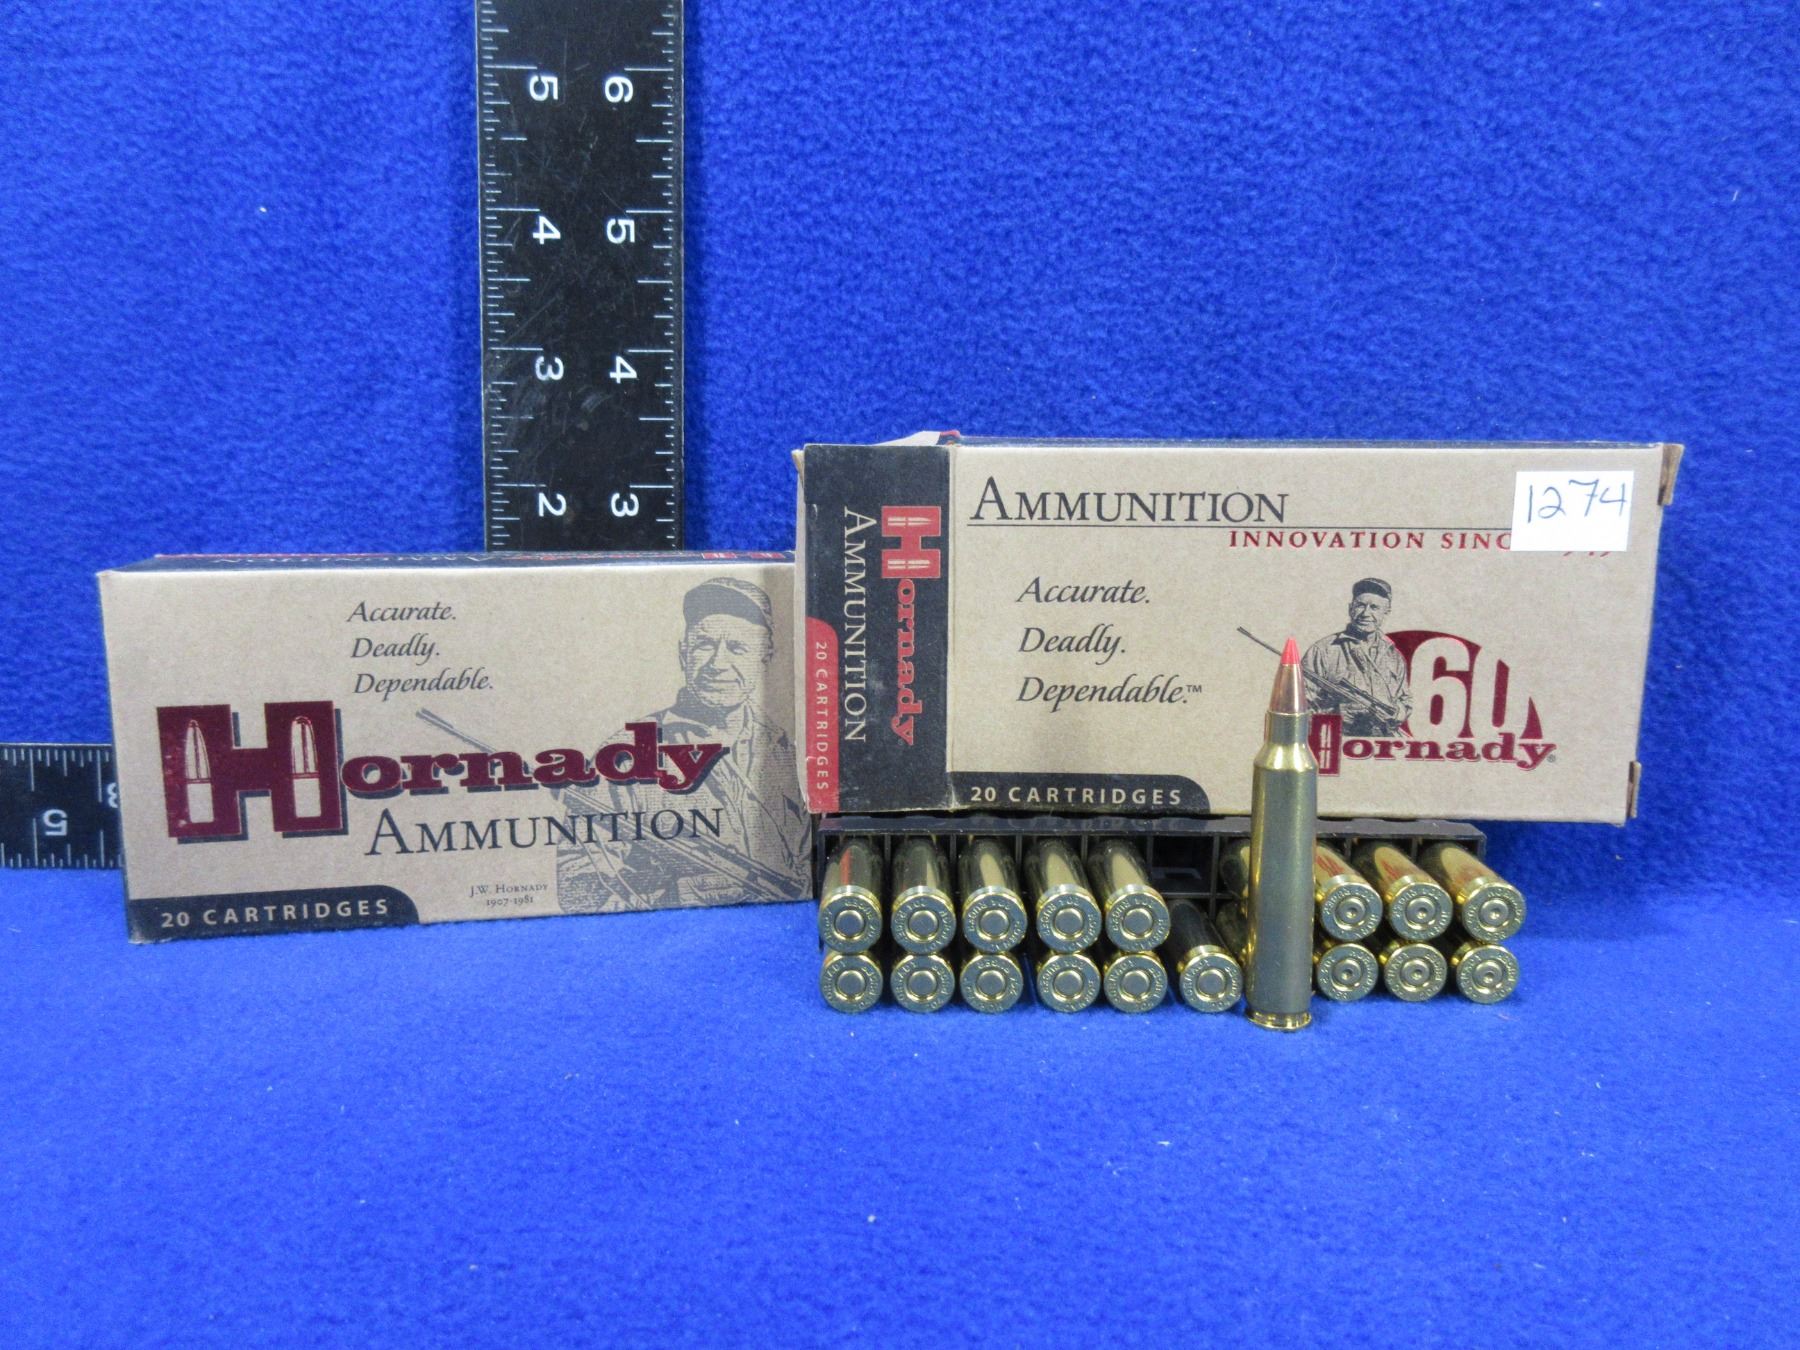 5 6
4 5
3 4
2 3
5
Accurate.
Deadly.
Dependable.
Hornady
AMMUNITION
J.W. HORNADY
1907-1981
20 CARTRIDGES
Hornady
AMMUNITION
20 CARTRIDGES
AMMUNITION
INNOVATION
1274
Accurate.
Deadly.
Dependable.™
60
Hornady®
20 CARTRIDGES